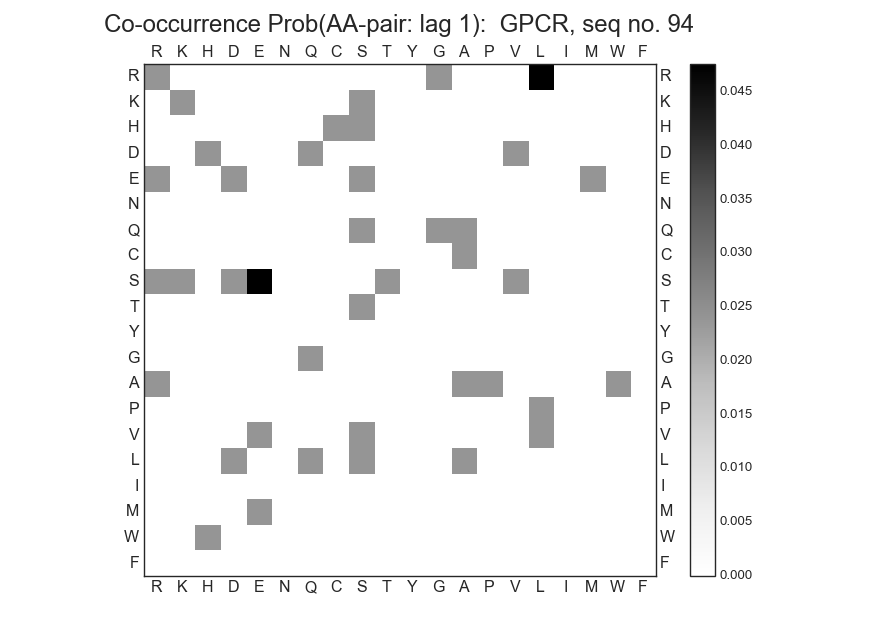 Co-occurrence Prob(AA-pair: lag 1):  GPCR, seq no. 94
R K H D E N Q C S T Y G A P V L I M W F
R R 0.045
K K
H H 0.040
D D
E E 0.035
N N
Q Q 0.030
C C
S S
T T 0.025
Y Y
G G 0.020
A A
P P 0.015
V V
L L 0.010
I I
M M 0.005
W W
F F 0.000
R K H D E N Q C S T Y G A P V L I M W F